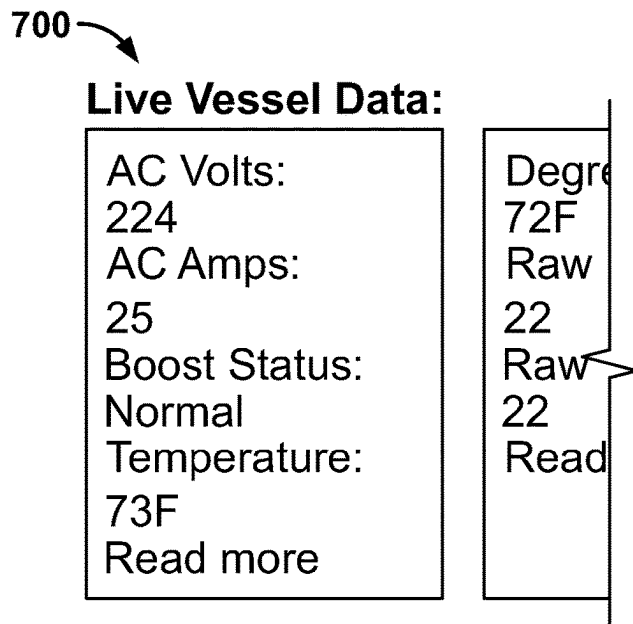 700
Live Vessel Data:
AC Volts:
224
AC Amps:
25
Boost Status:
Normal
Temperature:
73F
Read more
72F
Raw
22
Raw
22
Read